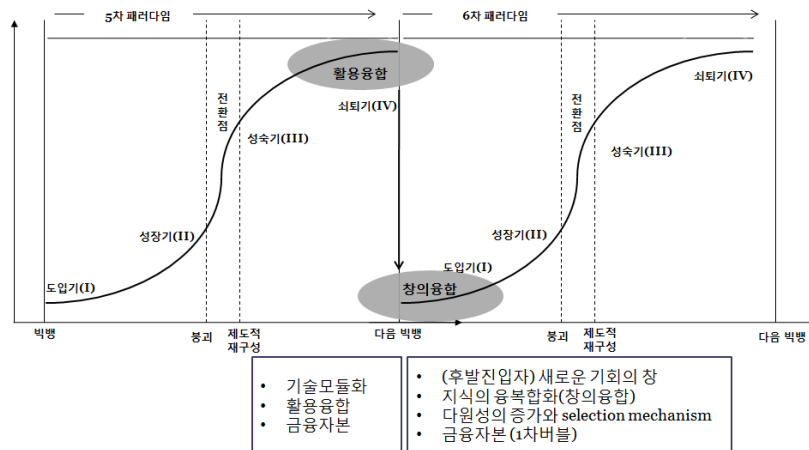 5차 패러다임
6차 패러다임
활용융합
쇠퇴기(IV)
쇠퇴기(IV)
전환점
전환점
성숙기(III)
성숙기(III)
성장기(II)
성장기(II)
도입기(I)
도입기(I)
창의융합
빅뱅
붕괴
제도적
재구성
다음 빅뱅
붕괴
제도적
재구성
다음 빅뱅
• 기술모듈화
• 활용융합
• 금융자본
• (후발진입자) 새로운 기회의 창
• 지식의 융복합화(창의융합)
• 다원성의 증가와 selection mechanism
• 금융자본 (1차버블)